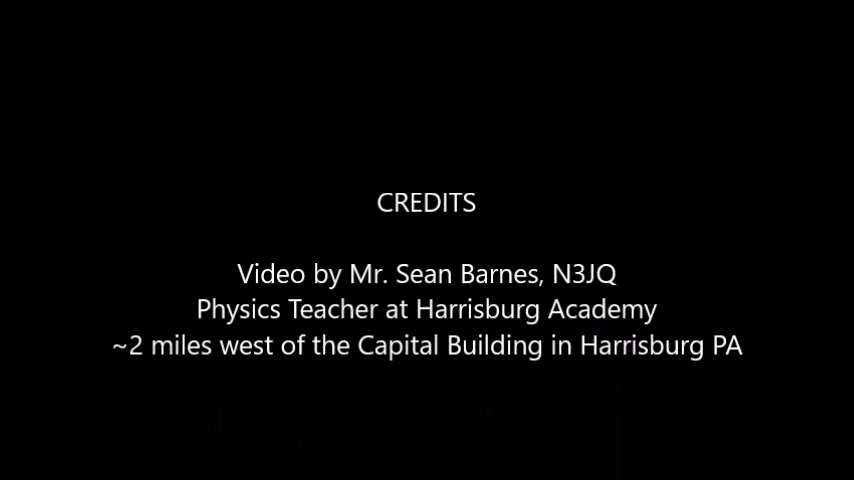 CREDITS
Video by Mr. Sean Barnes, N3JQ
Physics Teacher at Harrisburg Academy
~2 miles west of the Capital Building in Harrisburg PA